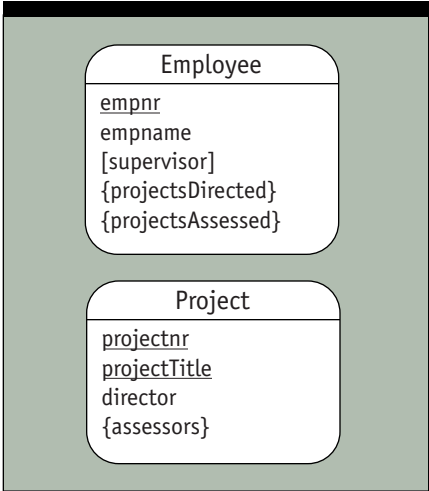 Employee
empnr
empname
[supervisor]
{projectsDirected}
{projectsAssessed}
Project
projectnr
projectTitle
director
{assessors}